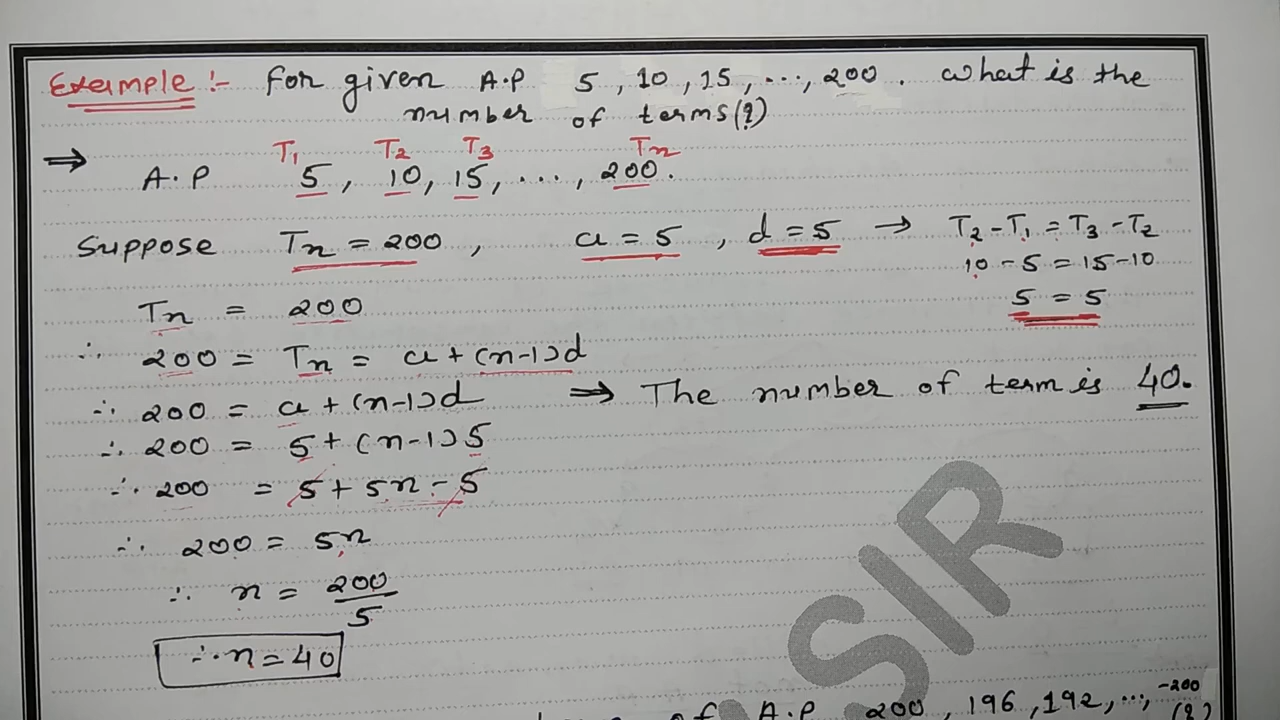 Example :- For given A.P 5, 10, 15, ..., 200. What is the
number of terms(?)
T₁ T₂ T₃ Tn
⇒ A.P 5, 10, 15, ..., 200.
Suppose Tn = 200, a = 5, d = 5 → T₂-T₁ = T₃-T₂
10 - 5 = 15-10
5 = 5
Tn = 200
∴ 200 = Tn = a + (n-1)d
∴ 200 = a + (n-1)d ⇒ The number of term is 40.
∴ 200 = 5 + (n-1)5
∴ 200 = 5 + 5n - 5
∴ 200 = 5n
∴ n = 200/5
∴ n = 40
SIR
of A.P 200, 196, 192, ..., -200 (?)